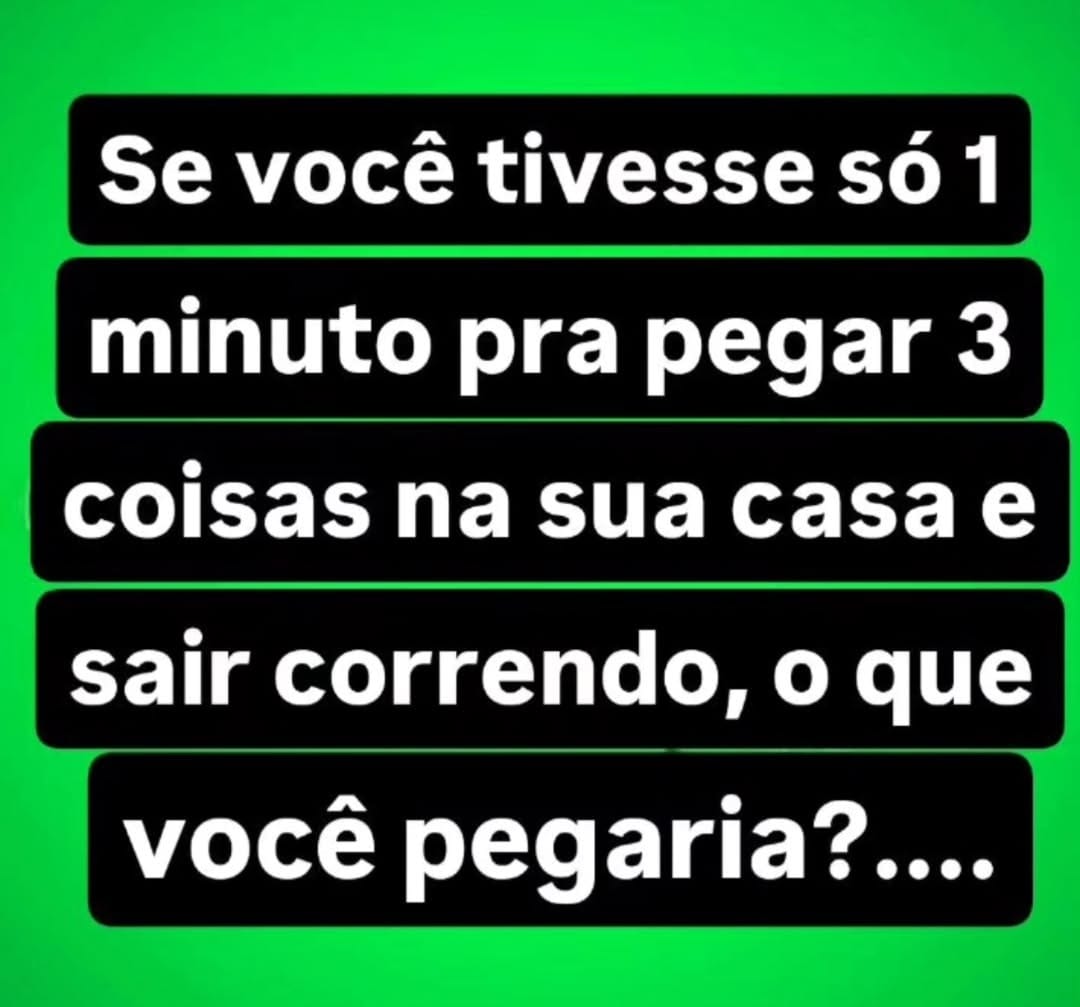 Se você tivesse só 1
minuto pra pegar 3
coisas na sua casa e
sair correndo, o que
você pegaria?....